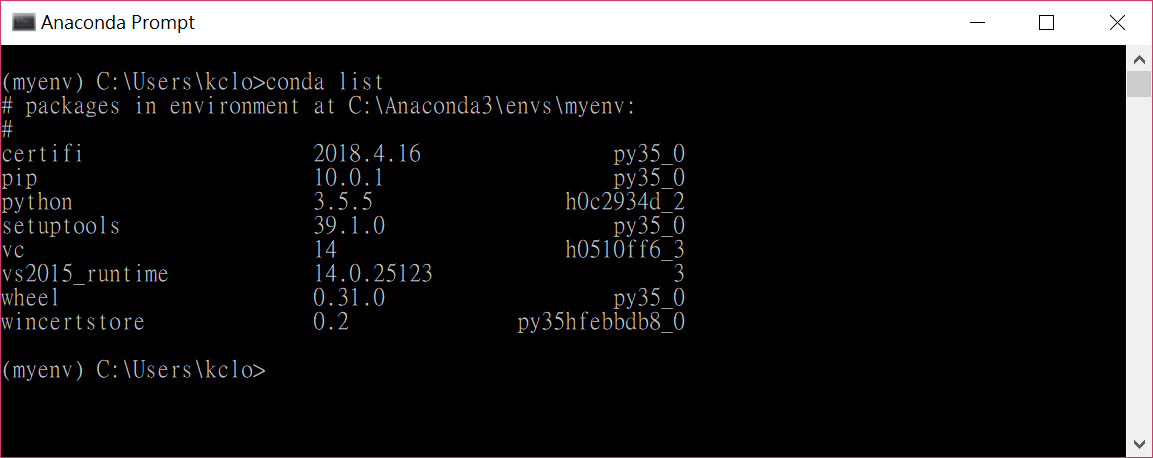 Anaconda Prompt
(myenv) C:\Users\kclo>conda list
# packages in environment at C:\Anaconda3\envs\myenv:
#
certifi                   2018.4.16                py35_0
pip                       10.0.1                   py35_0
python                    3.5.5                h0c2934d_2
setuptools                39.1.0                   py35_0
vc                        14                   h0510ff6_3
vs2015_runtime            14.0.25123                    3
wheel                     0.31.0                   py35_0
wincertstore              0.2              py35hfebbdb8_0
(myenv) C:\Users\kclo>